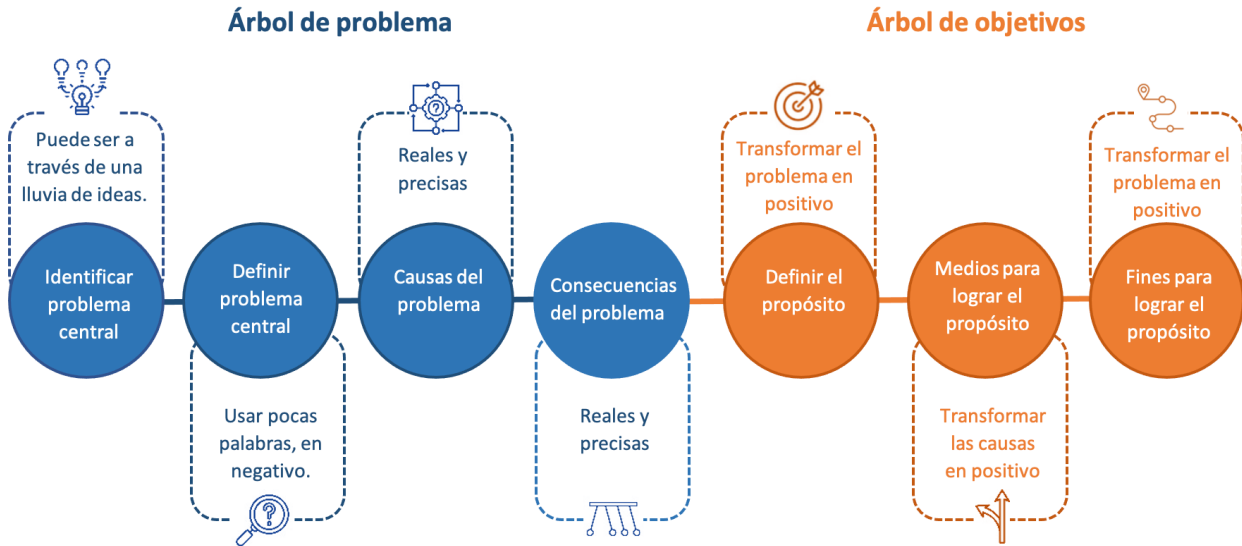 Árbol de problema
Árbol de objetivos
Puede ser a
través de una
lluvia de ideas.
Reales y
precisas
Transformar el
problema en
positivo
Transformar el
problema en
positivo
Identificar
problema
central
Definir
problema
central
Causas del
problema
Consecuencias
del problema
Definir el
propósito
Medios para
lograr el
propósito
Fines para
lograr el
propósito
Usar pocas
palabras, en
negativo.
Reales y
precisas
Transformar
las causas
en positivo